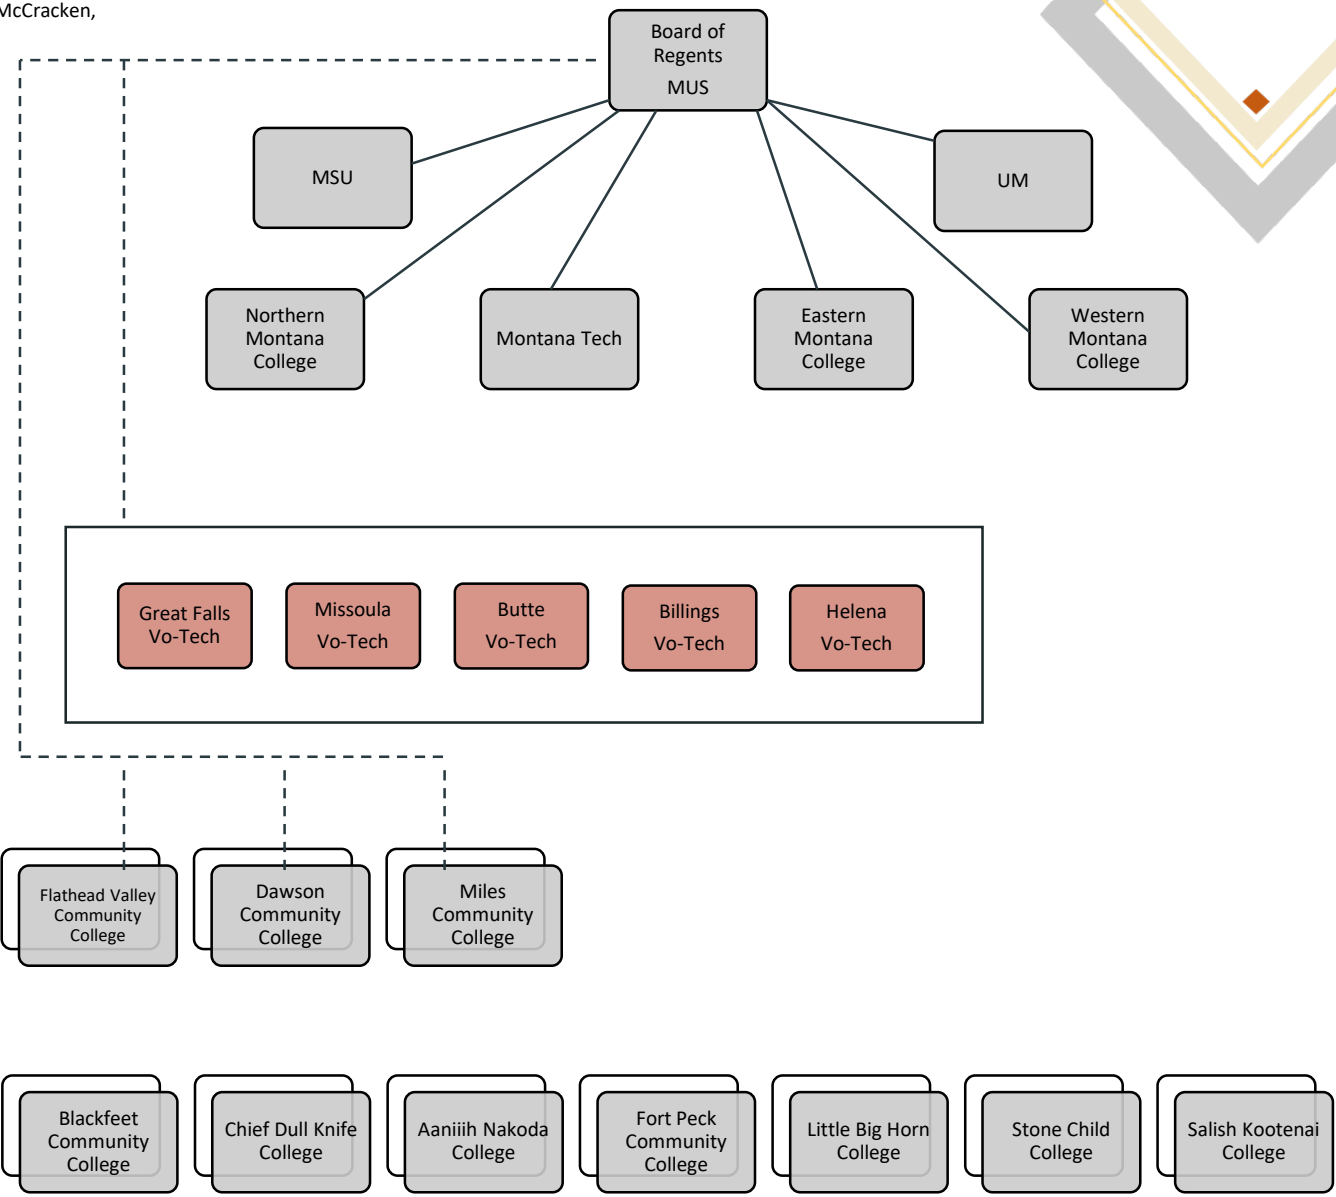 McCracken,
Board of
Regents
MUS
MSU
UM
Northern
Montana
College
Montana Tech
Eastern
Montana
College
Western
Montana
College
Great Falls
Vo-Tech
Missoula
Vo-Tech
Butte
Vo-Tech
Billings
Vo-Tech
Helena
Vo-Tech
Flathead Valley
Community
College
Dawson
Community
College
Miles
Community
College
Blackfeet
Community
College
Chief Dull Knife
College
Aaniiih Nakoda
College
Fort Peck
Community
College
Little Big Horn
College
Stone Child
College
Salish Kootenai
College